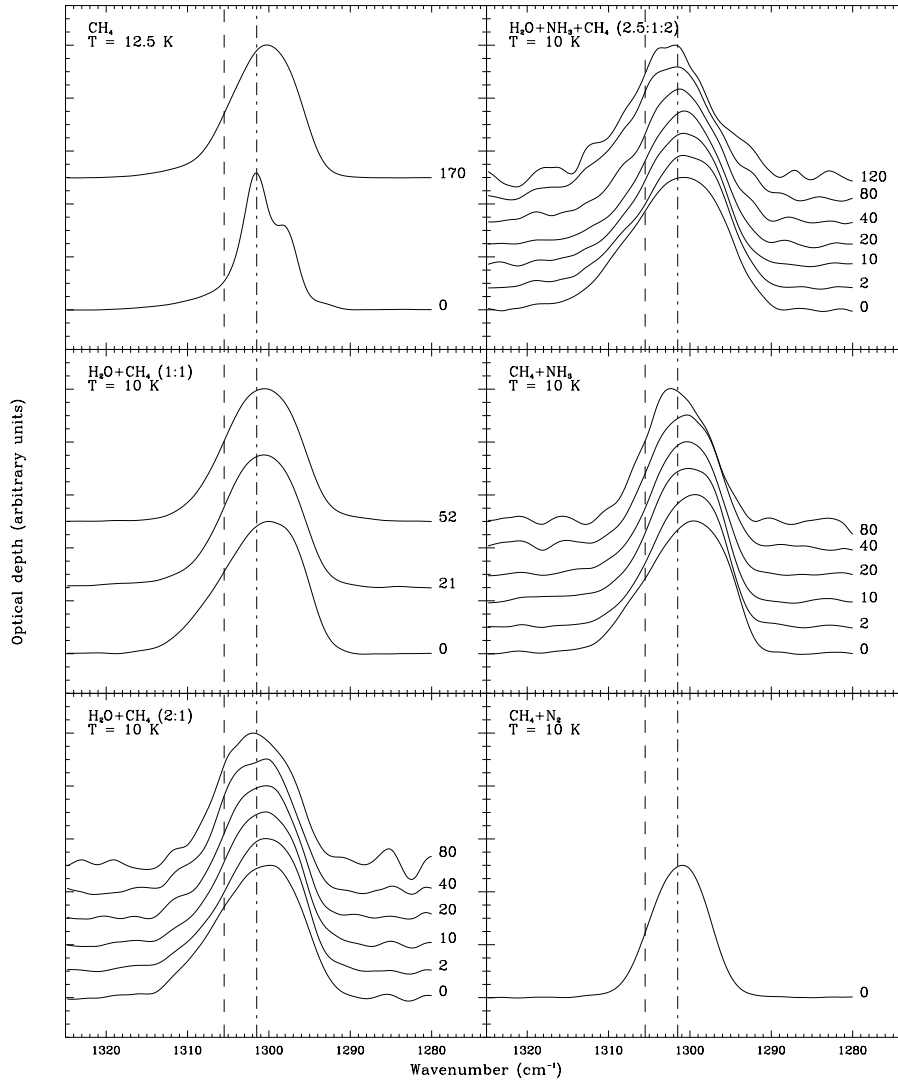 CH₄
T = 12.5 K
170
0
H₂O+NH₃+CH₄ (2.5:1:2)
T = 10 K
120
80
40
20
10
2
0
H₂O+CH₄ (1:1)
T = 10 K
52
21
0
CH₄+NH₃
T = 10 K
80
40
20
10
2
0
H₂O+CH₄ (2:1)
T = 10 K
80
40
20
10
2
0
CH₄+N₂
T = 10 K
0
Optical depth (arbitrary units)
1320 1310 1300 1290 1280 1320 1310 1300 1290 1280
Wavenumber (cm⁻¹)